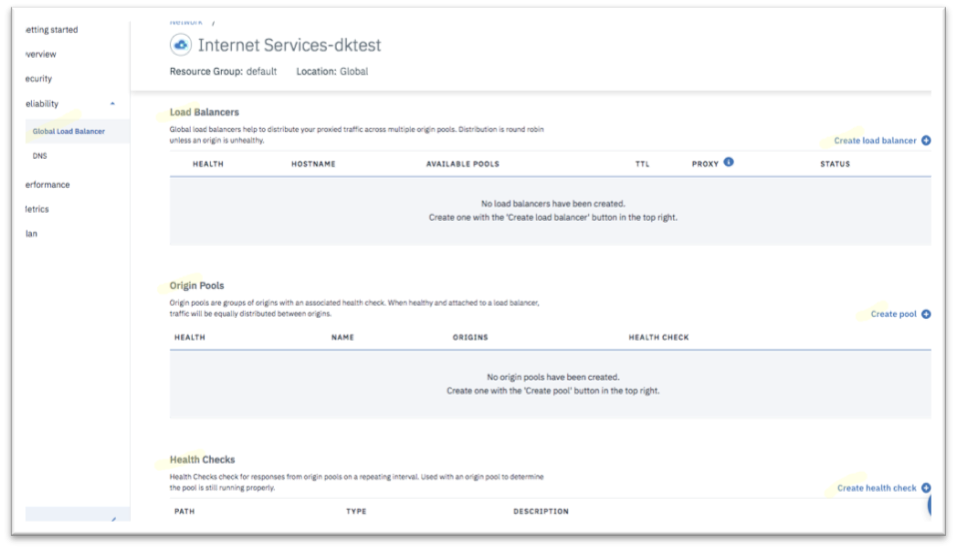 Network /
Internet Services-dktest
Resource Group: default Location: Global
etting started
verview
ecurity
eliability
Global Load Balancer
DNS
erformance
letrics
lan
Load Balancers
Global load balancers help to distribute your proxied traffic across multiple origin pools. Distribution is round robin
unless an origin is unhealthy.
Create load balancer
HEALTH HOSTNAME AVAILABLE POOLS TTL PROXY STATUS
No load balancers have been created.
Create one with the 'Create load balancer' button in the top right.
Origin Pools
Origin pools are groups of origins with an associated health check. When healthy and attached to a load balancer,
traffic will be equally distributed between origins.
Create pool
HEALTH NAME ORIGINS HEALTH CHECK
No origin pools have been created.
Create one with the 'Create pool' button in the top right.
Health Checks
Health Checks check for responses from origin pools on a repeating interval. Used with an origin pool to determine
the pool is still running properly.
Create health check
PATH TYPE DESCRIPTION